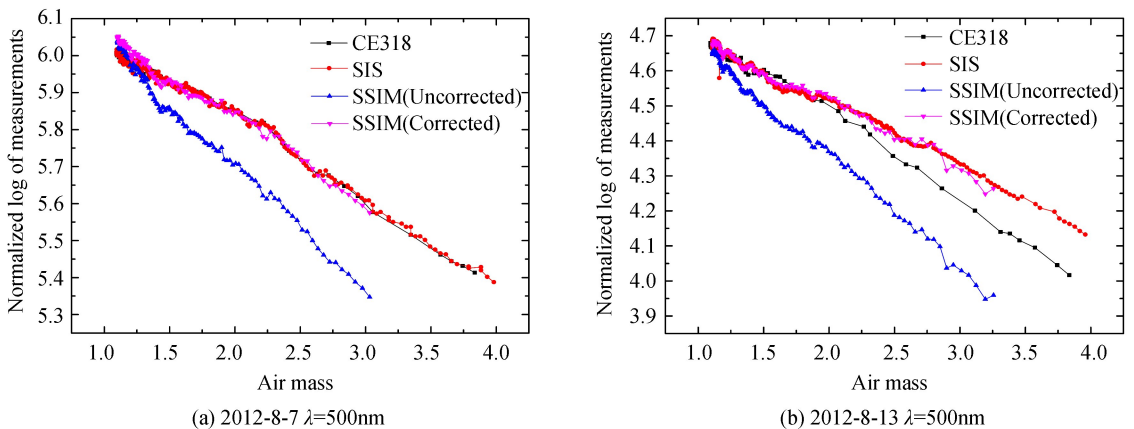 6.1
6.0
5.9
5.8
5.7
5.6
5.5
5.4
5.3
Normalized log of measurements
CE318
SIS
SSIM(Uncorrected)
SSIM(Corrected)
1.0 1.5 2.0 2.5 3.0 3.5 4.0
Air mass
(a) 2012-8-7 λ=500nm
4.7
4.6
4.5
4.4
4.3
4.2
4.1
4.0
3.9
Normalized log of measurements
CE318
SIS
SSIM(Uncorrected)
SSIM(Corrected)
1.0 1.5 2.0 2.5 3.0 3.5 4.0
Air mass
(b) 2012-8-13 λ=500nm